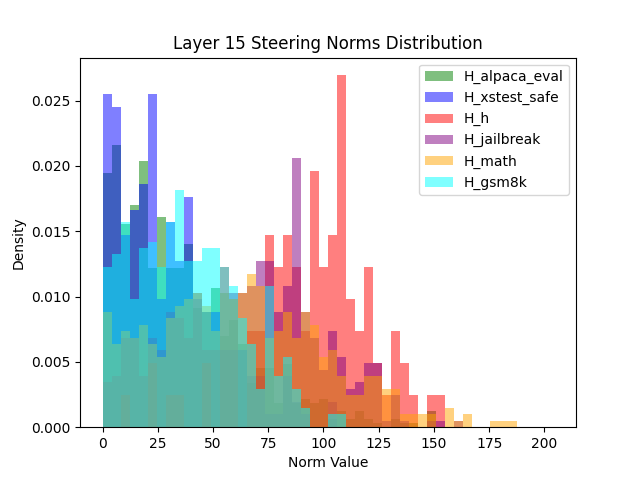 Layer 15 Steering Norms Distribution
H_alpaca_eval
H_xstest_safe
H_h
H_jailbreak
H_math
H_gsm8k
Density
0.025
0.020
0.015
0.010
0.005
0.000
0 25 50 75 100 125 150 175 200
Norm Value